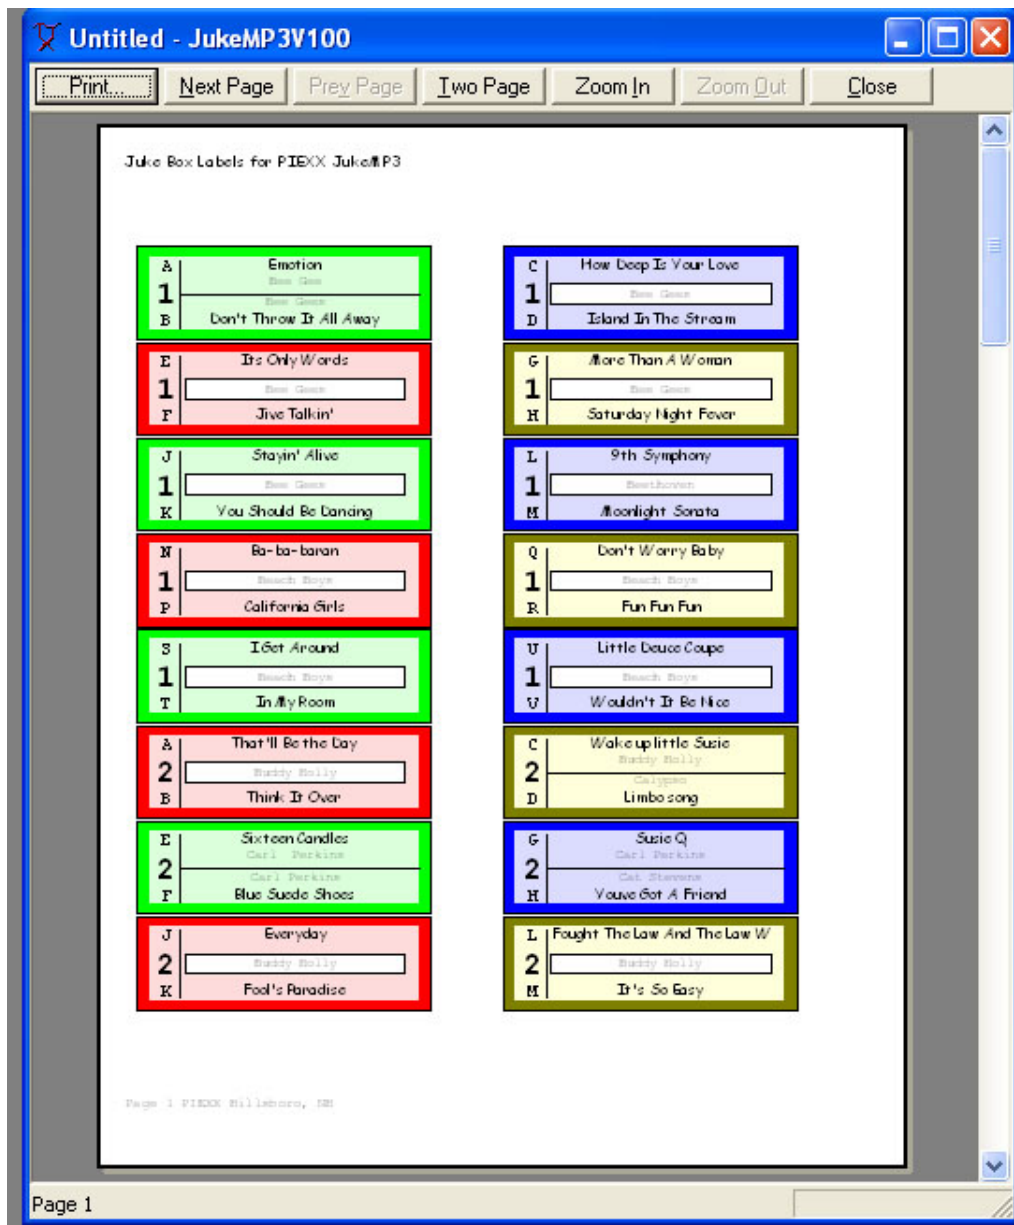 Untitled - JukeMP3V100
Print... Next Page Prev Page Two Page Zoom In Zoom Out Close
Juke Box Labels for PIEXX JukeMP3
A Emotion
Bee Gee
1
Bee Gees
B Don't Throw It All Away
C How Deep Is Your Love
1 Bee Gees
D Island In The Stream
E Its Only Words
1 Bee Gees
F Jive Talkin'
G More Than A Woman
1 Bee Gees
H Saturday Night Fever
J Stayin' Alive
1 Bee Gees
K You Should Be Dancing
L 9th Symphony
1 Beethoven
M Moonlight Sonata
N Ba-ba-baran
1 Beach Boys
P California Girls
Q Don't Worry Baby
1 Beach Boys
R Fun Fun Fun
S I Get Around
1 Beach Boys
T In My Room
U Little Deuce Coupe
1 Beach Boys
V Wouldn't It Be Nice
A That'll Be the Day
2 Buddy Holly
B Think It Over
C Wake up little Susie
Buddy Holly
2
Calypso
D Limbo song
E Sixteen Candles
Carl Perkins
2
Carl Perkins
F Blue Suede Shoes
G Susie Q
Carl Perkins
2
Cat Stevens
H Youve Got A Friend
J Everyday
2 Buddy Holly
K Fool's Paradise
L Fought The Law And The Law W
2 Buddy Holly
M It's So Easy
Page 1 PIEXX Hillsboro, NH
Page 1